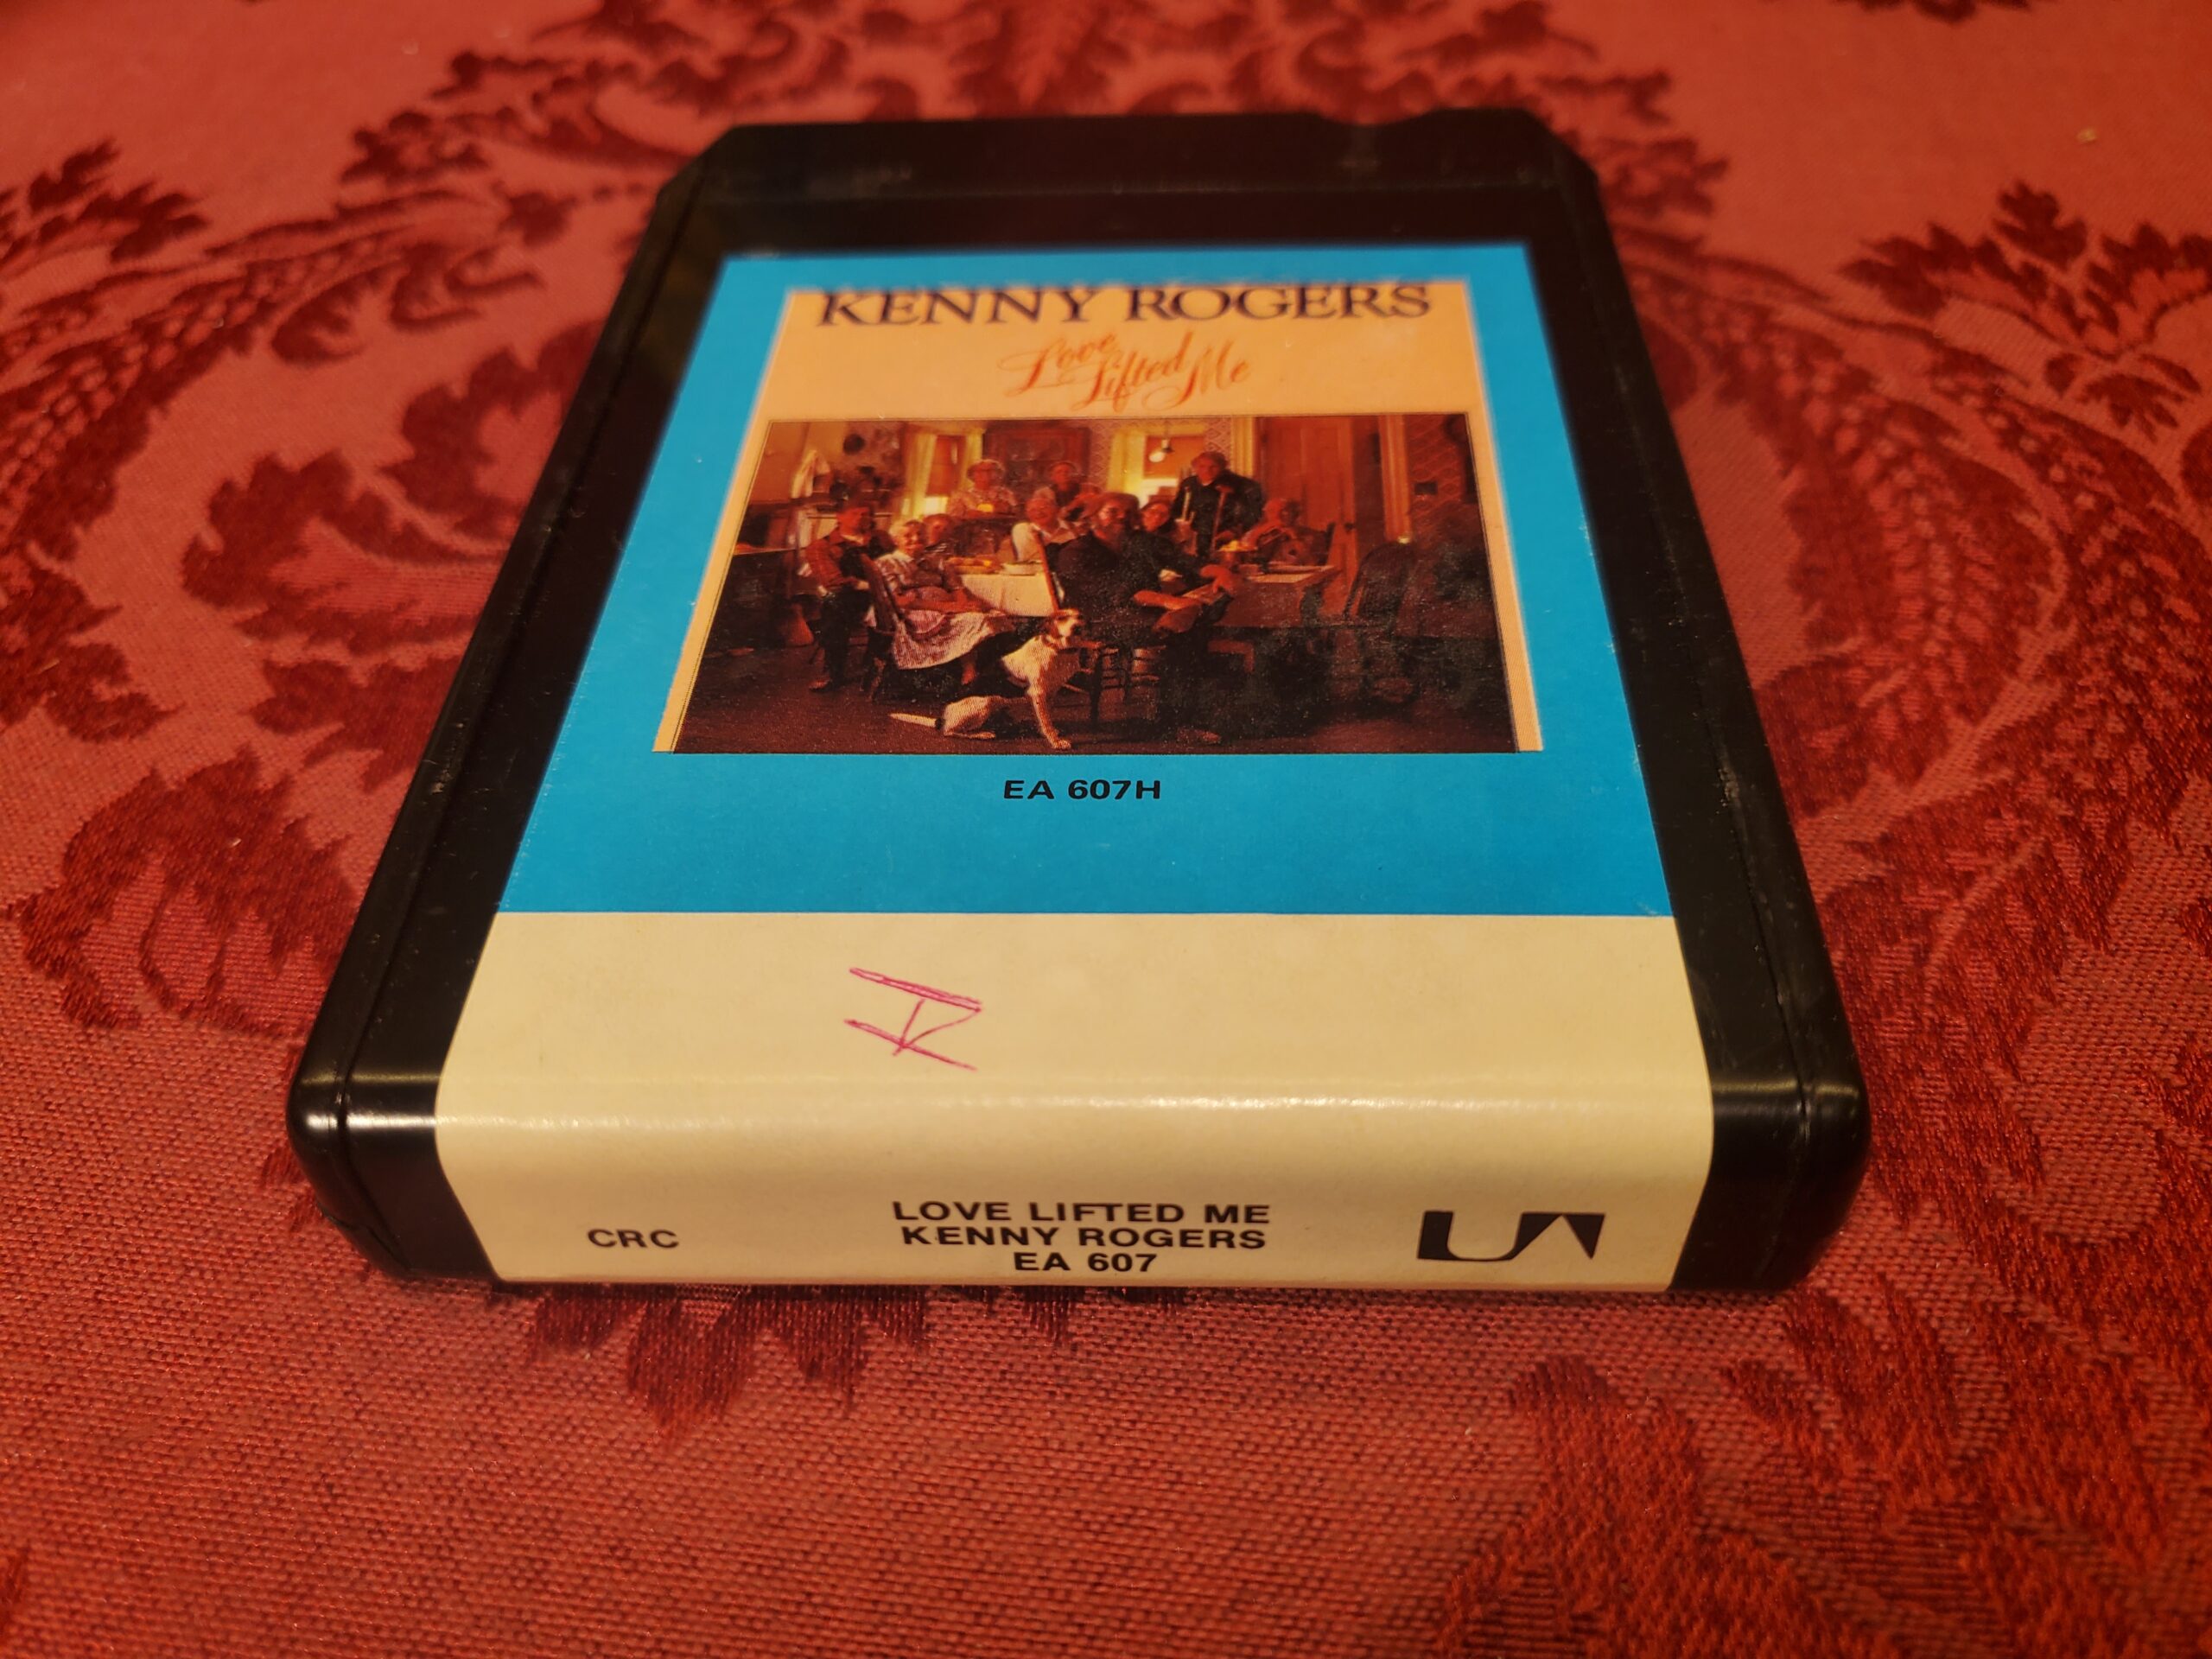 KENNY ROGERS
Love Lifted Me
EA 607H
CRC
LOVE LIFTED ME
KENNY ROGERS
EA 607
UA